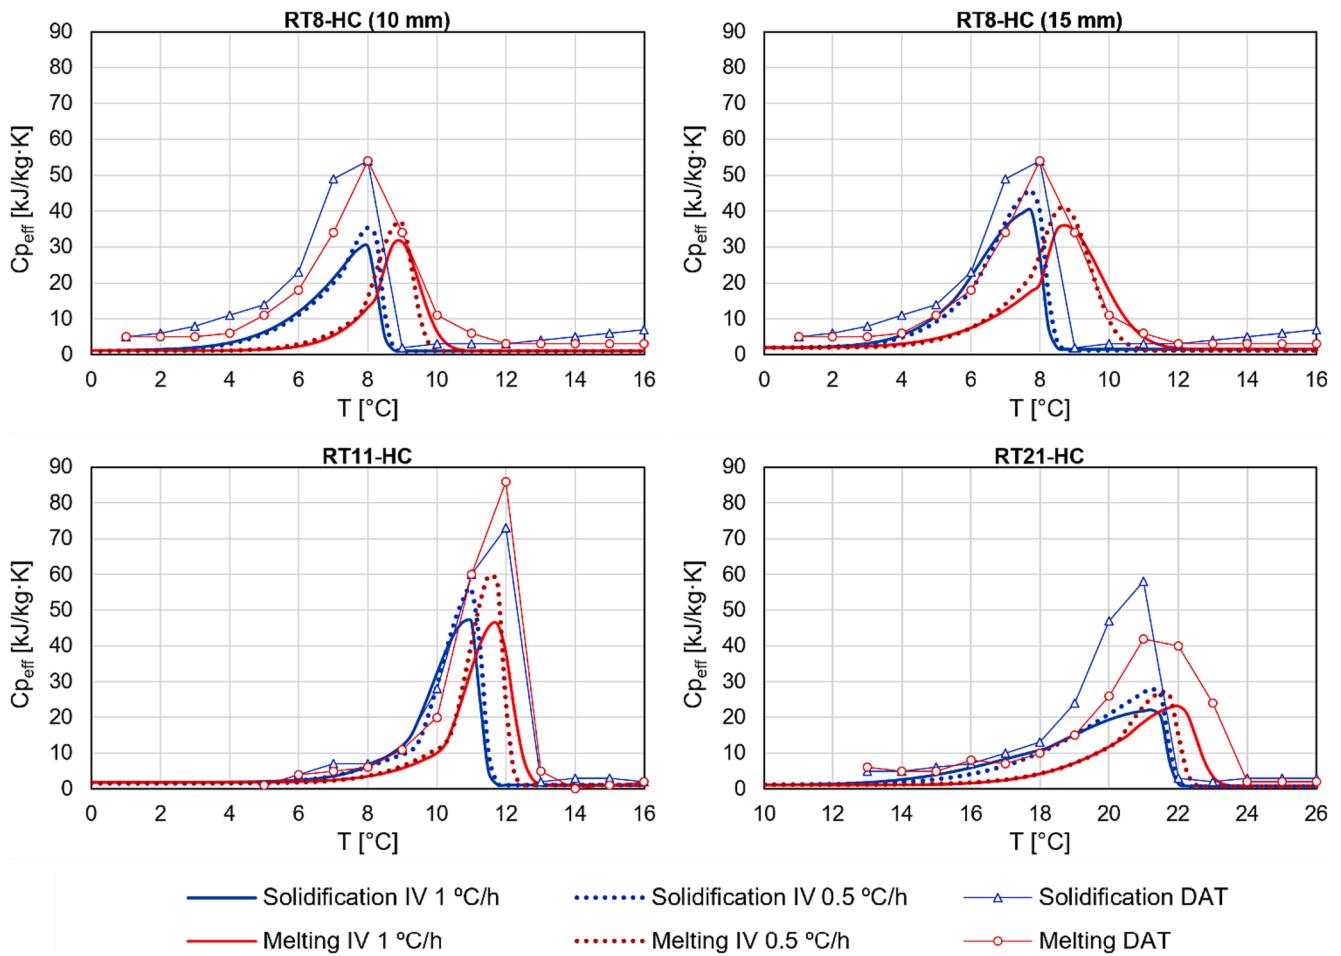 RT8-HC (10 mm)
90
80
70
60
50
40
30
20
10
0
Cp_eff [kJ/kg·K]
0 2 4 6 8 10 12 14 16
T [°C]
RT8-HC (15 mm)
90
80
70
60
50
40
30
20
10
0
Cp_eff [kJ/kg·K]
0 2 4 6 8 10 12 14 16
T [°C]
RT11-HC
90
80
70
60
50
40
30
20
10
0
Cp_eff [kJ/kg·K]
0 2 4 6 8 10 12 14 16
T [°C]
RT21-HC
90
80
70
60
50
40
30
20
10
0
Cp_eff [kJ/kg·K]
10 12 14 16 18 20 22 24 26
T [°C]
Solidification IV 1 ºC/h
Solidification IV 0.5 ºC/h
Solidification DAT
Melting IV 1 ºC/h
Melting IV 0.5 ºC/h
Melting DAT